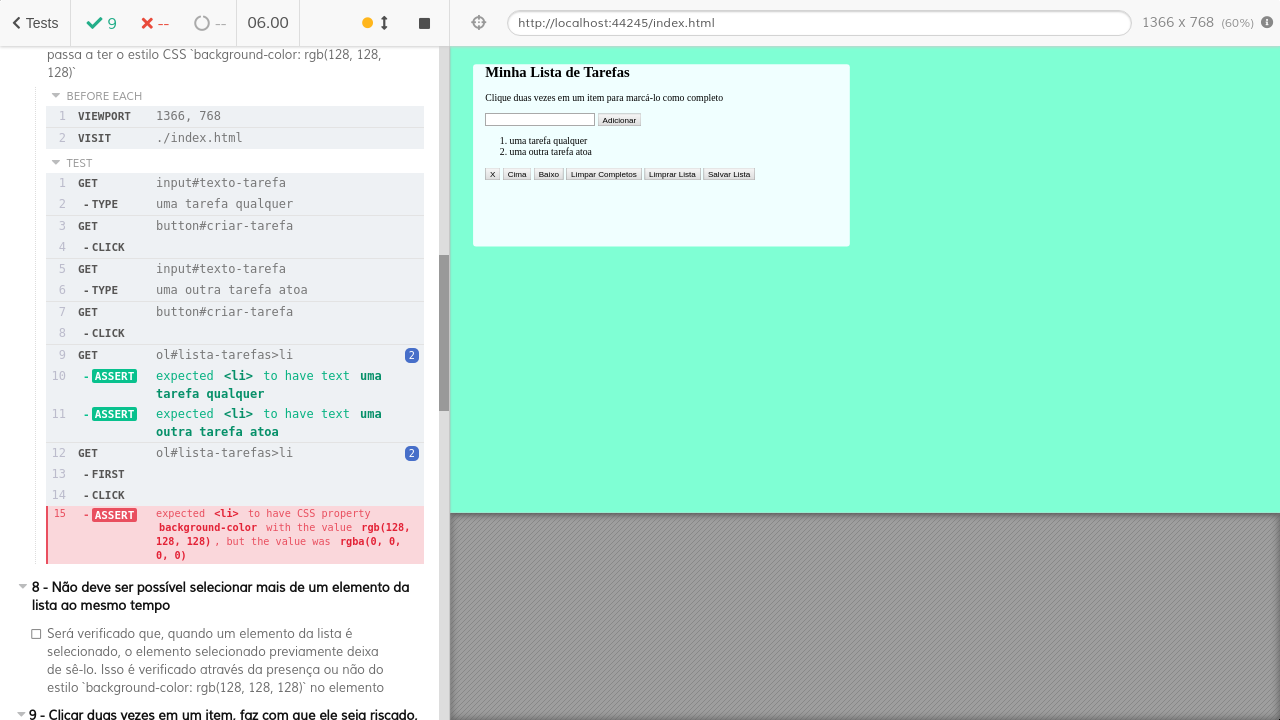 Tests
9
--
--
06.00
http://localhost:44245/index.html
1366 x 768 (60%)
passa a ter o estilo CSS `background-color: rgb(128, 128,
128)`
BEFORE EACH
1 VIEWPORT 1366, 768
2 VISIT ./index.html
TEST
1 GET input#texto-tarefa
2 -TYPE uma tarefa qualquer
3 GET button#criar-tarefa
4 -CLICK
5 GET input#texto-tarefa
6 -TYPE uma outra tarefa atoa
7 GET button#criar-tarefa
8 -CLICK
9 GET ol#lista-tarefas>li 2
10 -ASSERT expected <li> to have text uma
tarefa qualquer
11 -ASSERT expected <li> to have text uma
outra tarefa atoa
12 GET ol#lista-tarefas>li 2
13 -FIRST
14 -CLICK
15 -ASSERT expected <li> to have CSS property
background-color with the value rgb(128,
128, 128) , but the value was rgba(0, 0,
0, 0)
8 - Não deve ser possível selecionar mais de um elemento da
lista ao mesmo tempo
Será verificado que, quando um elemento da lista é
selecionado, o elemento selecionado previamente deixa
de sê-lo. Isso é verificado através da presença ou não do
estilo `background-color: rgb(128, 128, 128)` no elemento
9 - Clicar duas vezes em um item, faz com que ele seja riscado,
Minha Lista de Tarefas
Clique duas vezes em um item para marcá-lo como completo
Adicionar
1. uma tarefa qualquer
2. uma outra tarefa atoa
X Cima Baixo Limpar Completos Limprar Lista Salvar Lista